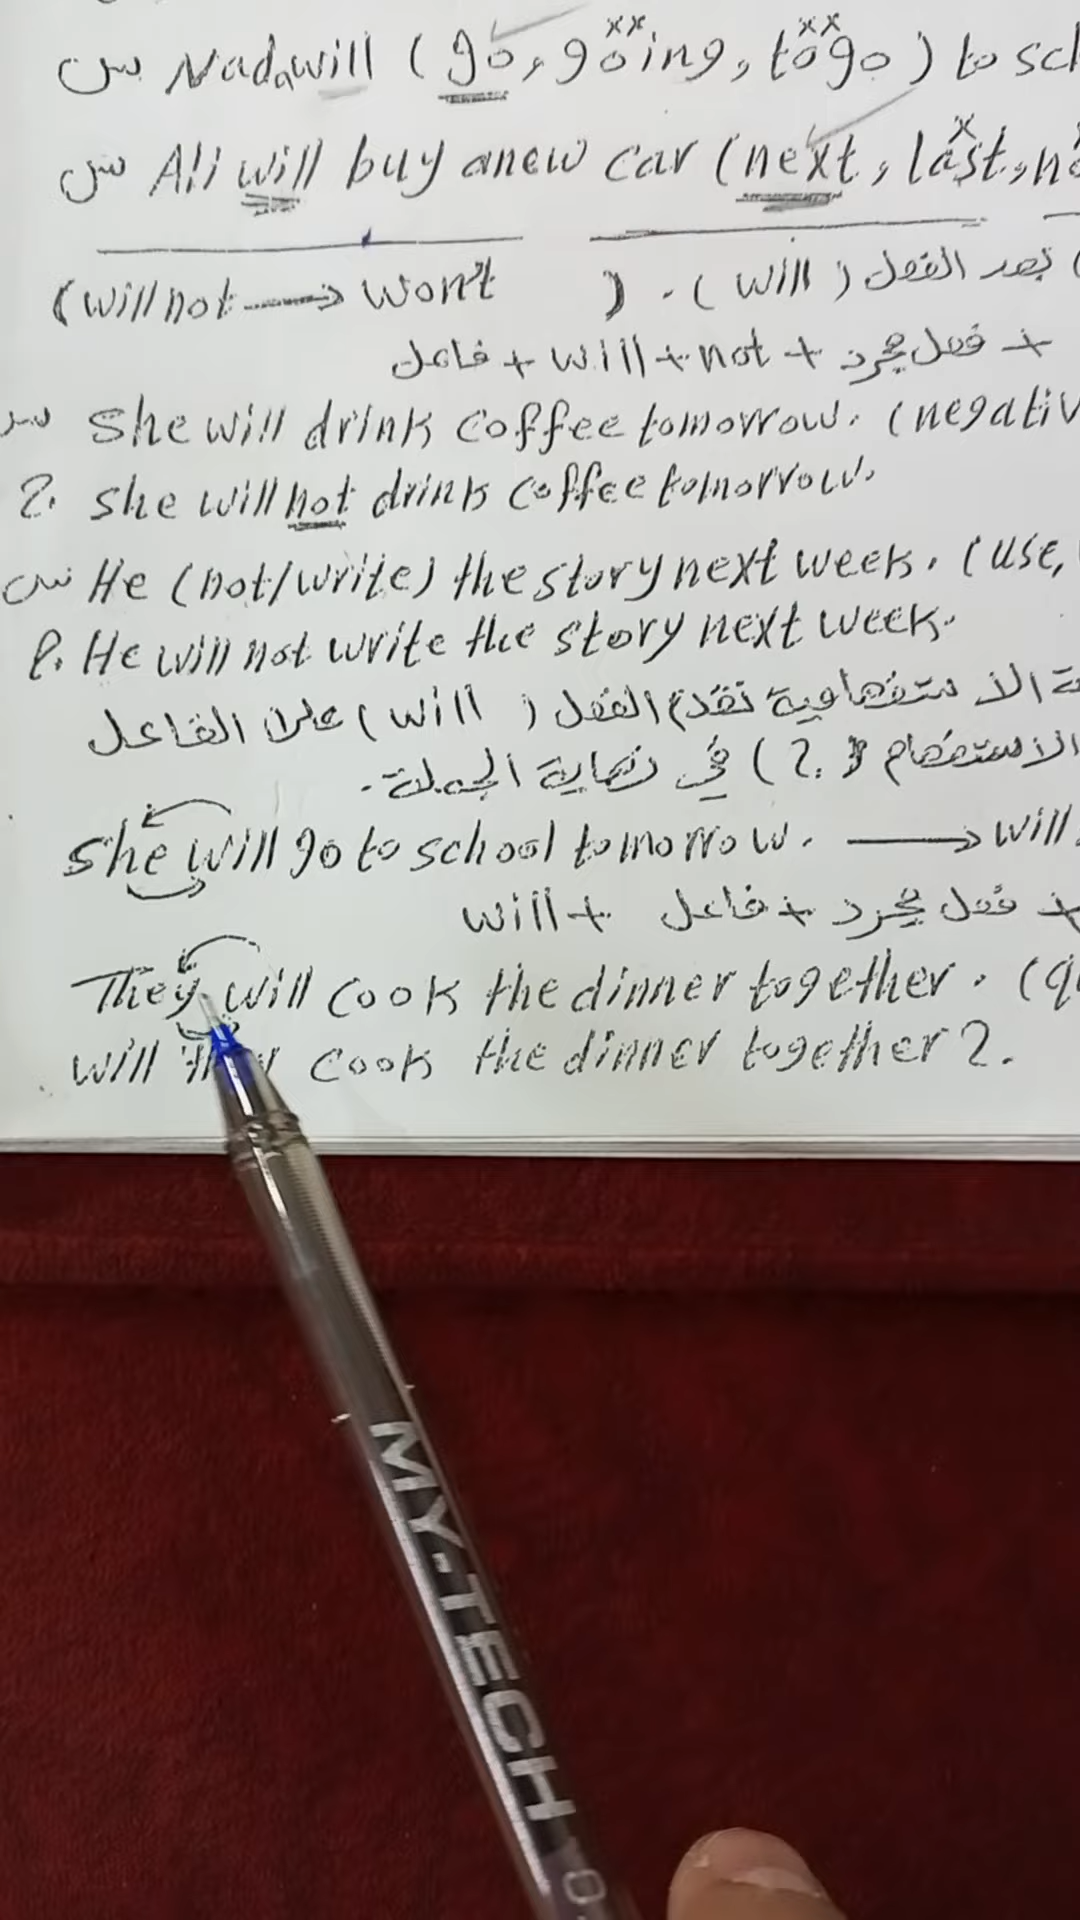 س Nada will (go, going, to go) to sch
س Ali will buy a new car (next, last, no
(will not → won't ) . ( will ) بعد الفعل
فاعل + will + not + فعل مجرد +
س She will drink coffee tomorrow. (negativ
2. she will not drink coffee tomorrow.
س He (not/write) the story next week. (use,
He will not write the story next week.
ة الاستفهامية نقدم الفعل ( will ) على الفاعل
الاستفهام ( ?. ) في نهاية الجملة.
She will go to school tomorrow. → will
will + فاعل + فعل مجرد +
They will cook the dinner together. (q
will they cook the dinner together ?.
MY-TECH 0.